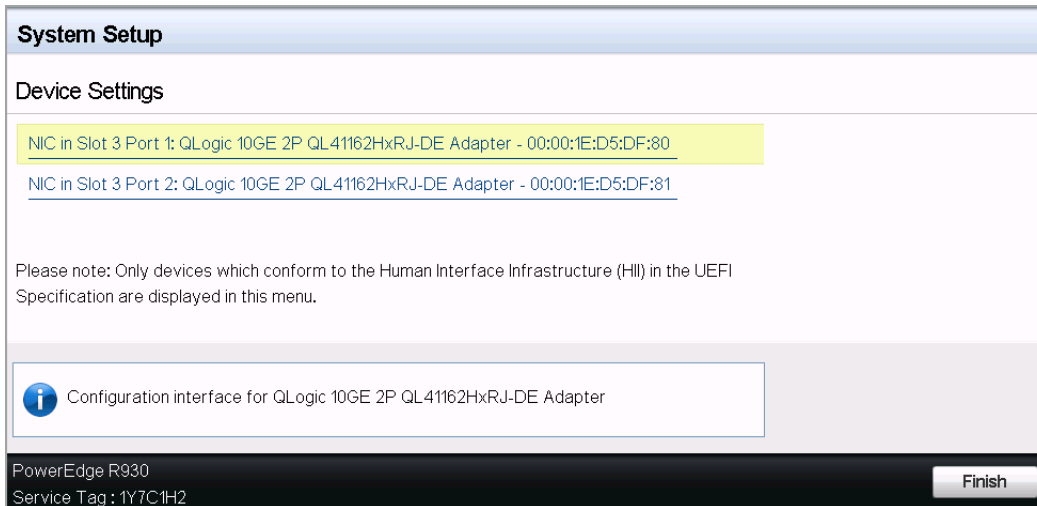 System Setup
Device Settings
NIC in Slot 3 Port 1: QLogic 10GE 2P QL41162HxRJ-DE Adapter - 00:00:1E:D5:DF:80
NIC in Slot 3 Port 2: QLogic 10GE 2P QL41162HxRJ-DE Adapter - 00:00:1E:D5:DF:81
Please note: Only devices which conform to the Human Interface Infrastructure (HII) in the UEFI
Specification are displayed in this menu.
Configuration interface for QLogic 10GE 2P QL41162HxRJ-DE Adapter
PowerEdge R930
Service Tag : 1Y7C1H2
Finish